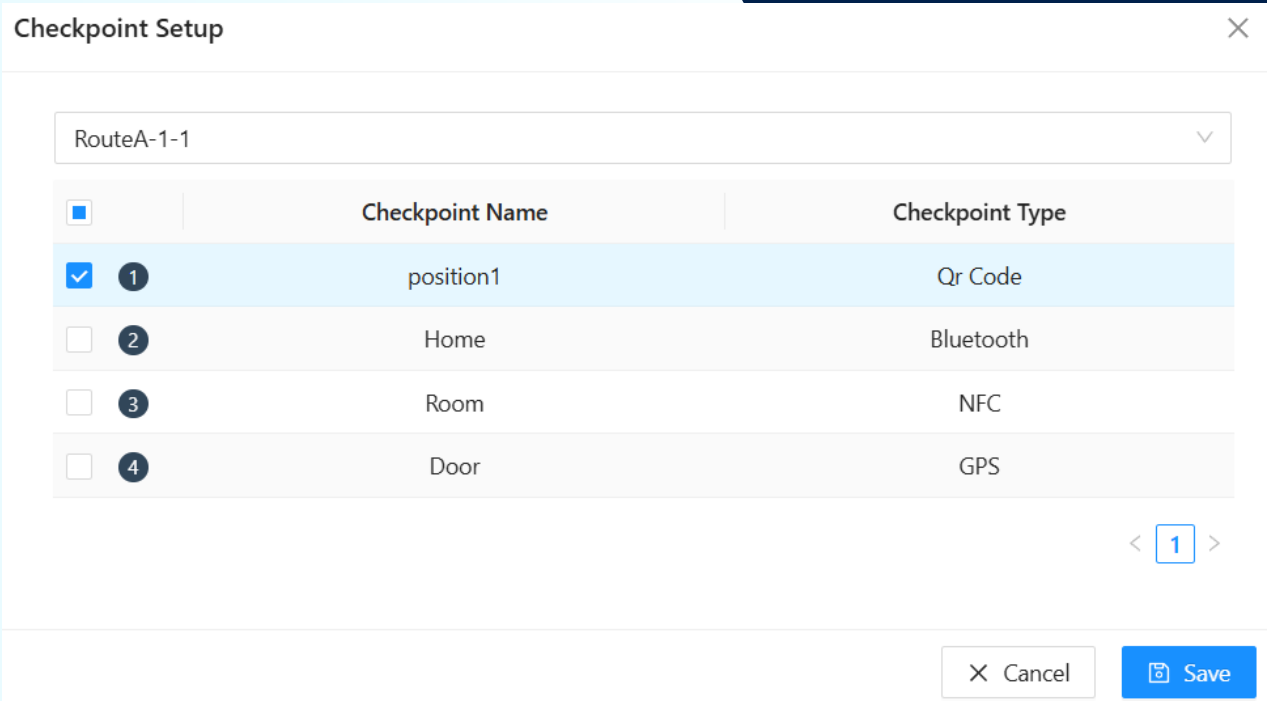 Checkpoint Setup
RouteA-1-1
Checkpoint Name Checkpoint Type
1 position1 Qr Code
2 Home Bluetooth
3 Room NFC
4 Door GPS
1
Cancel Save